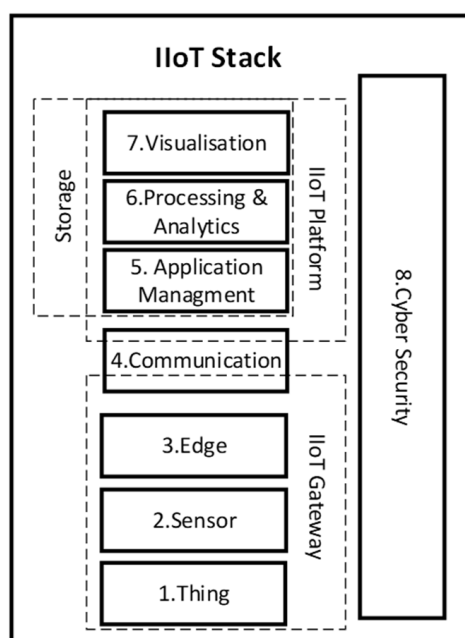 IIoT Stack
7.Visualisation
6.Processing &
Analytics
5. Application
Managment
4.Communication
3.Edge
2.Sensor
1.Thing
Storage
IIoT Platform
IIoT Gateway
8.Cyber Security